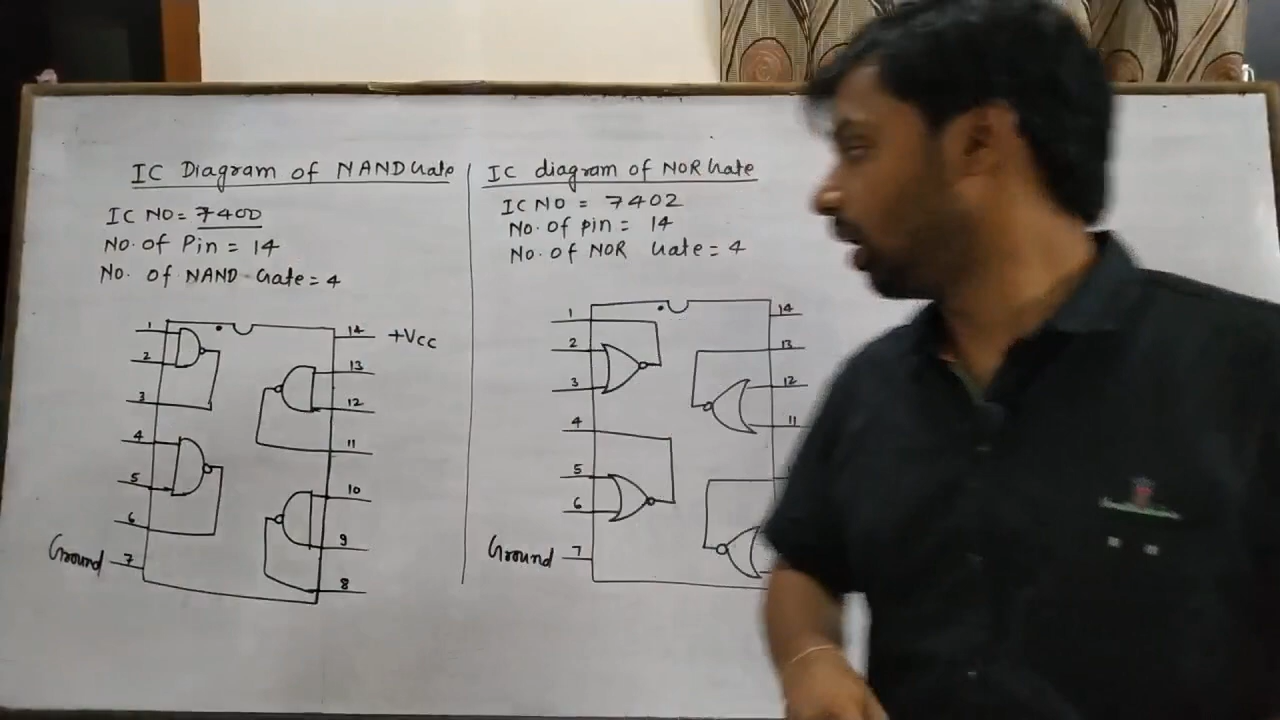 IC Diagram of NAND Gate
IC NO = 7400
NO. of Pin = 14
NO. of NAND Gate = 4
1
2
3
4
5
6
Ground 7
14 +Vcc
13
12
11
10
9
8
IC diagram of NOR Gate
IC NO = 7402
NO. of pin = 14
NO. of NOR Gate = 4
1
2
3
4
5
6
Ground 7
14
13
12
11